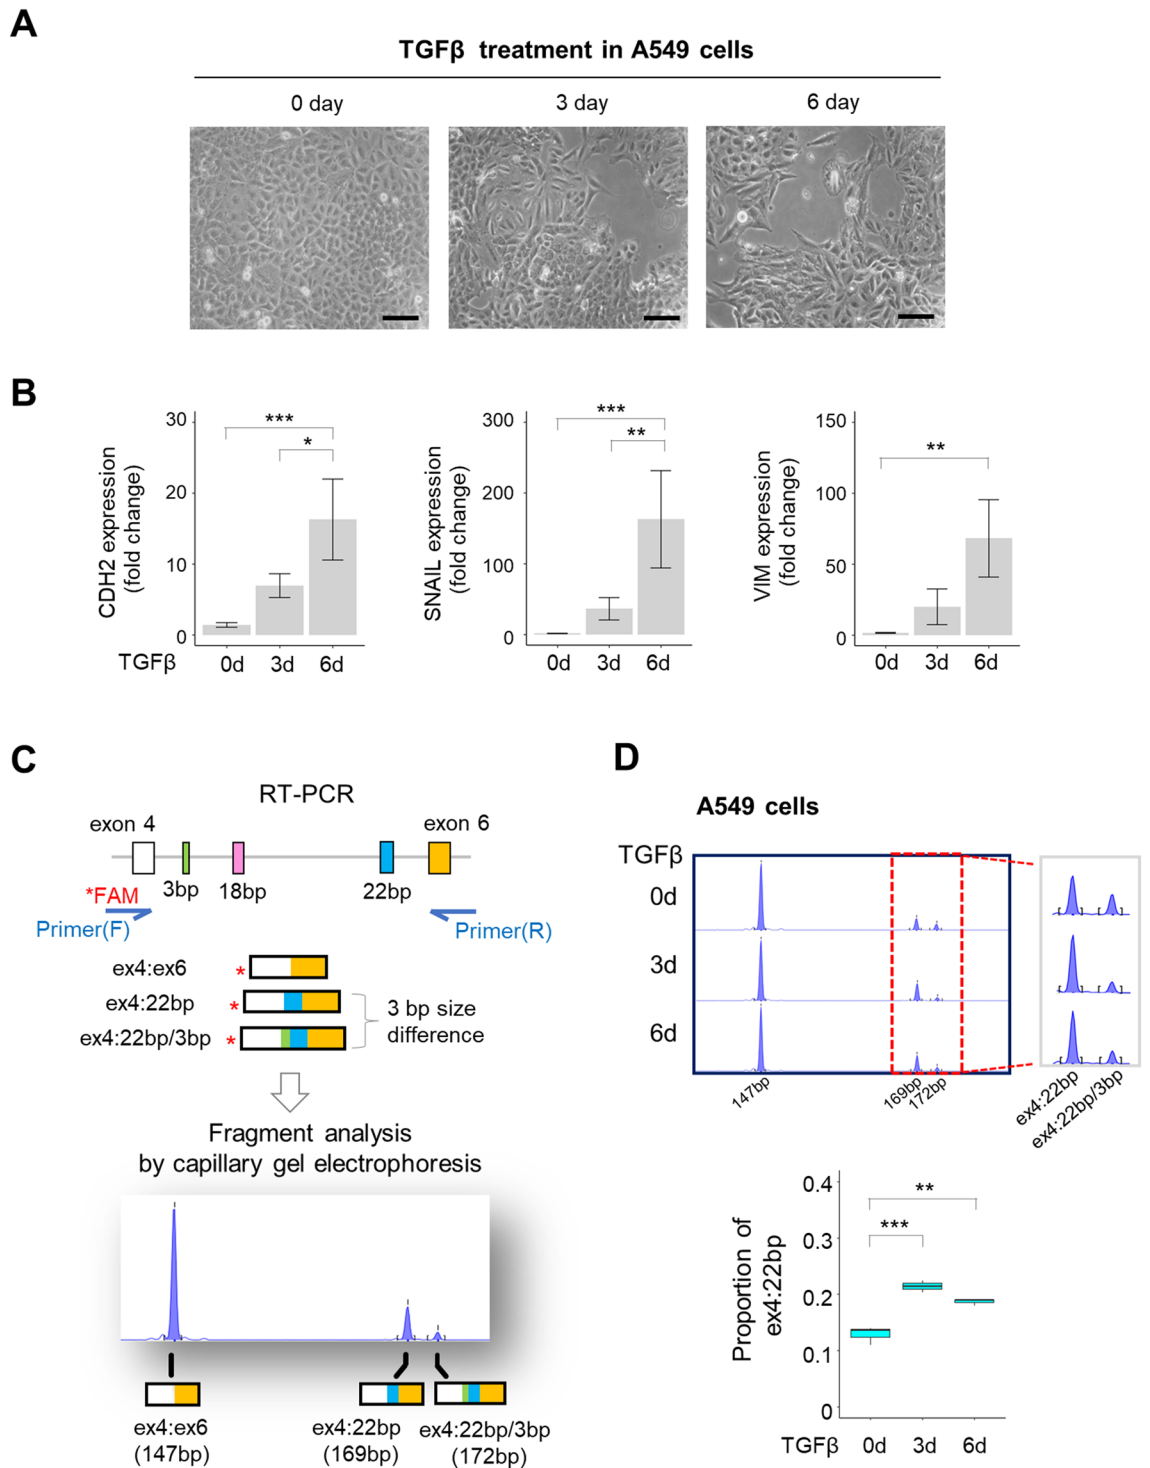 A
TGFβ treatment in A549 cells
0 day
3 day
6 day
B
CDH2 expression
(fold change)
30
20
10
0
***
*
TGFβ
0d
3d
6d
SNAIL expression
(fold change)
300
200
100
0
***
**
0d
3d
6d
VIM expression
(fold change)
150
100
50
0
**
0d
3d
6d
C
RT-PCR
exon 4
exon 6
3bp
18bp
22bp
*FAM
Primer(F)
Primer(R)
ex4:ex6
*
ex4:22bp
*
ex4:22bp/3bp
*
3 bp size
difference
Fragment analysis
by capillary gel electrophoresis
ex4:ex6
(147bp)
ex4:22bp
(169bp)
ex4:22bp/3bp
(172bp)
D
A549 cells
TGFβ
0d
3d
6d
147bp
169bp
172bp
ex4:22bp
ex4:22bp/3bp
Proportion of
ex4:22bp
0.4
0.3
0.2
0.1
0
**
***
TGFβ
0d
3d
6d